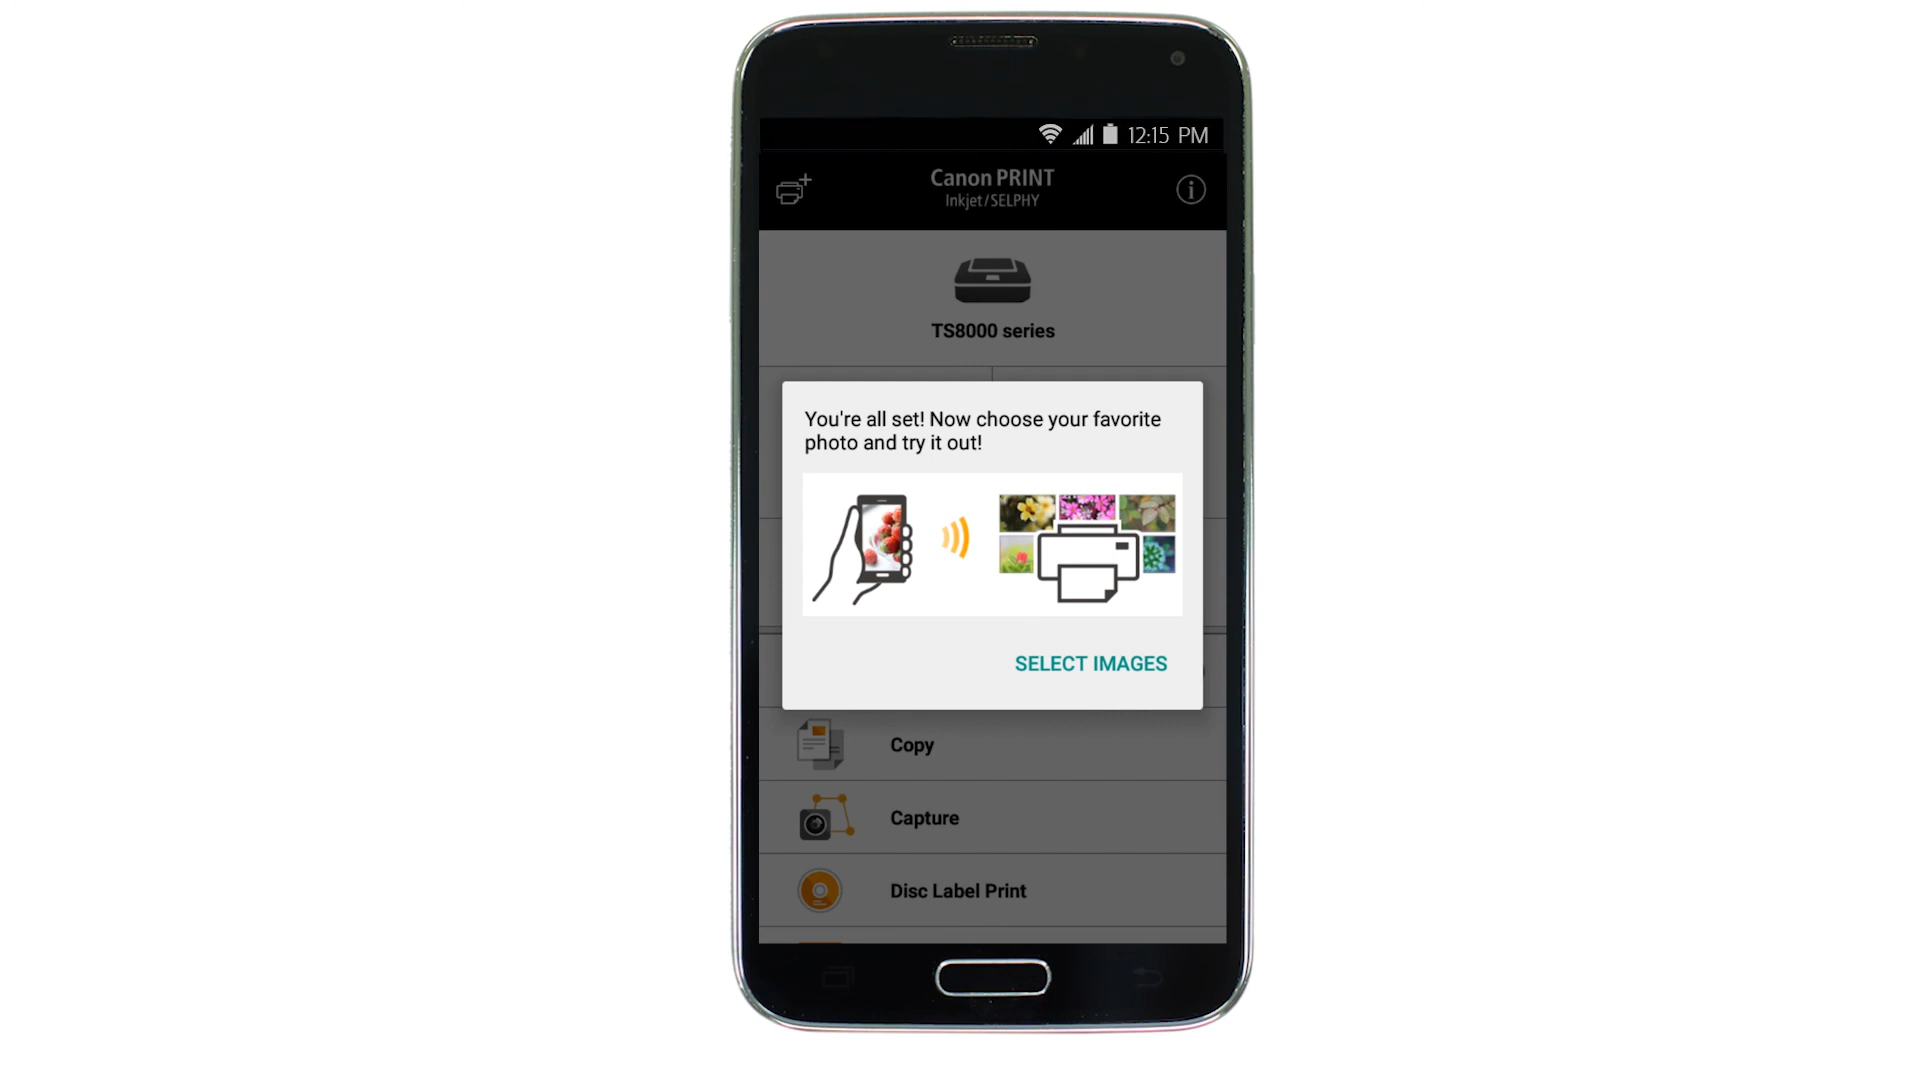 12:15 PM
Canon PRINT
Inkjet/SELPHY
TS8000 series
You're all set! Now choose your favorite
photo and try it out!
SELECT IMAGES
Copy
Capture
Disc Label Print